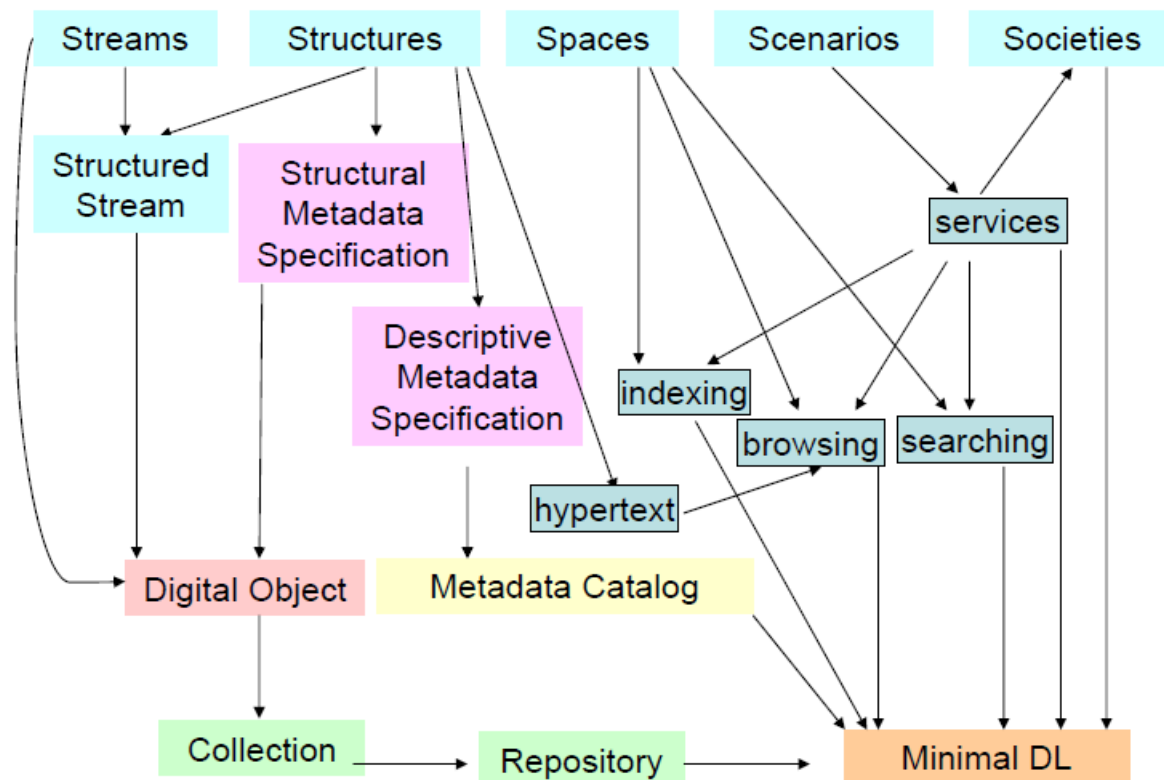 Streams
Structures
Spaces
Scenarios
Societies
Structured
Stream
Structural
Metadata
Specification
services
Descriptive
Metadata
Specification
indexing
browsing
searching
hypertext
Digital Object
Metadata Catalog
Collection
Repository
Minimal DL